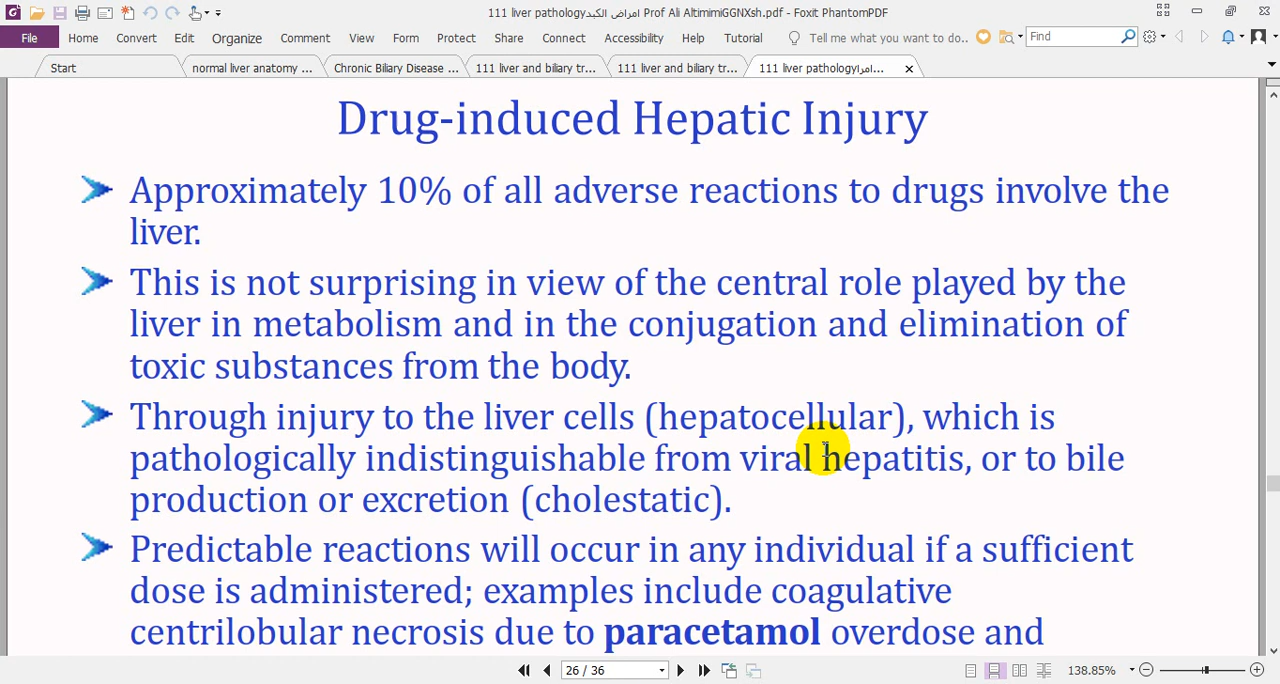 111 liver pathologyامراض الكبد Prof Ali AltimimiGGNXsh.pdf - Foxit PhantomPDF
File Home Convert Edit Organize Comment View Form Protect Share Connect Accessibility Help Tutorial Tell me what you want to do.. Find
Start normal liver anatomy ... Chronic Biliary Disease ... 111 liver and biliary tr... 111 liver and biliary tr... 111 liver pathologyامرا...
Drug-induced Hepatic Injury
Approximately 10% of all adverse reactions to drugs involve the
liver.
This is not surprising in view of the central role played by the
liver in metabolism and in the conjugation and elimination of
toxic substances from the body.
Through injury to the liver cells (hepatocellular), which is
pathologically indistinguishable from viral hepatitis, or to bile
production or excretion (cholestatic).
Predictable reactions will occur in any individual if a sufficient
dose is administered; examples include coagulative
centrilobular necrosis due to paracetamol overdose and
26 / 36 138.85%